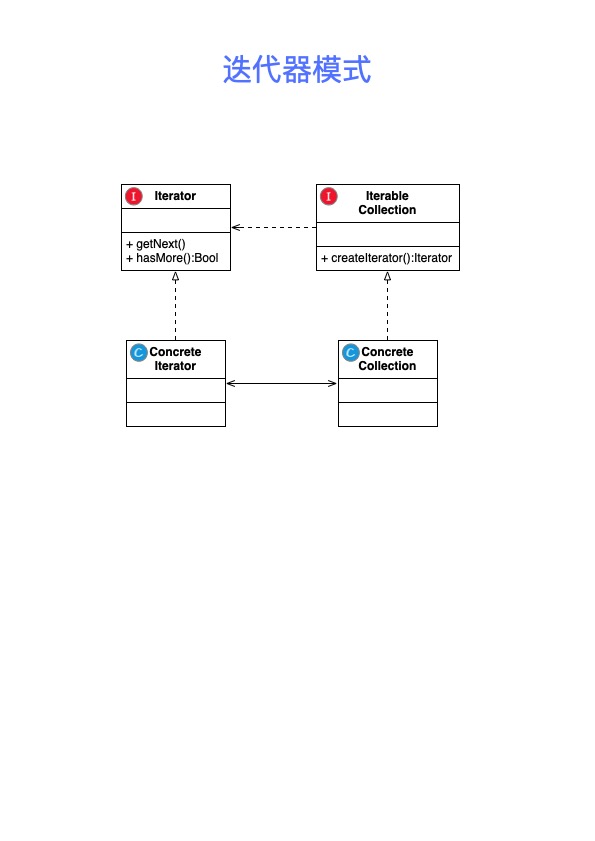 迭代器模式
I Iterator
+ getNext()
+ hasMore():Bool
I Iterable
Collection
+ createIterator():Iterator
C Concrete
Iterator
C Concrete
Collection